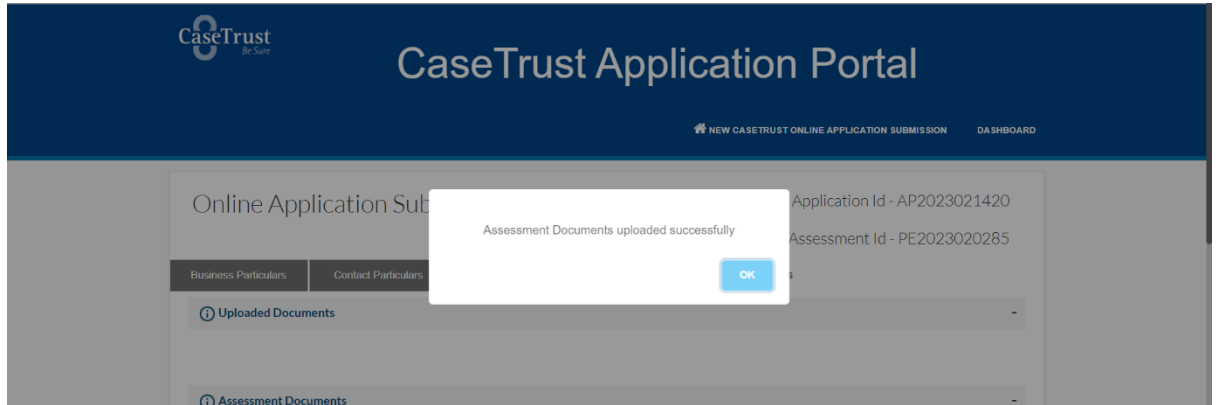 CaseTrust
Be Sure
CaseTrust Application Portal
NEW CASETRUST ONLINE APPLICATION SUBMISSION DASHBOARD
Online Application Sub
Application Id - AP2023021420
Assessment Documents uploaded successfully
Assessment Id - PE2023020285
Business Particulars Contact Particulars OK s
Uploaded Documents -
Assessment Documents -